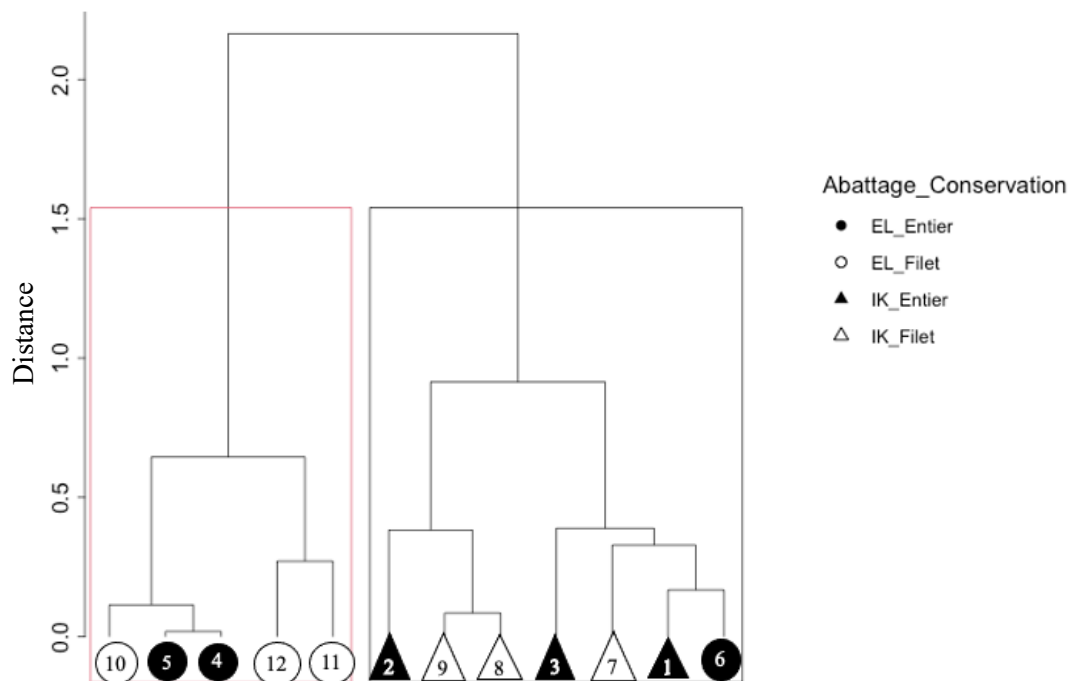 Distance
2.0
1.5
1.0
0.5
0.0
10 5 4 12 11 2 9 8 3 7 1 6
Abattage_Conservation
EL_Entier
EL_Filet
IK_Entier
IK_Filet